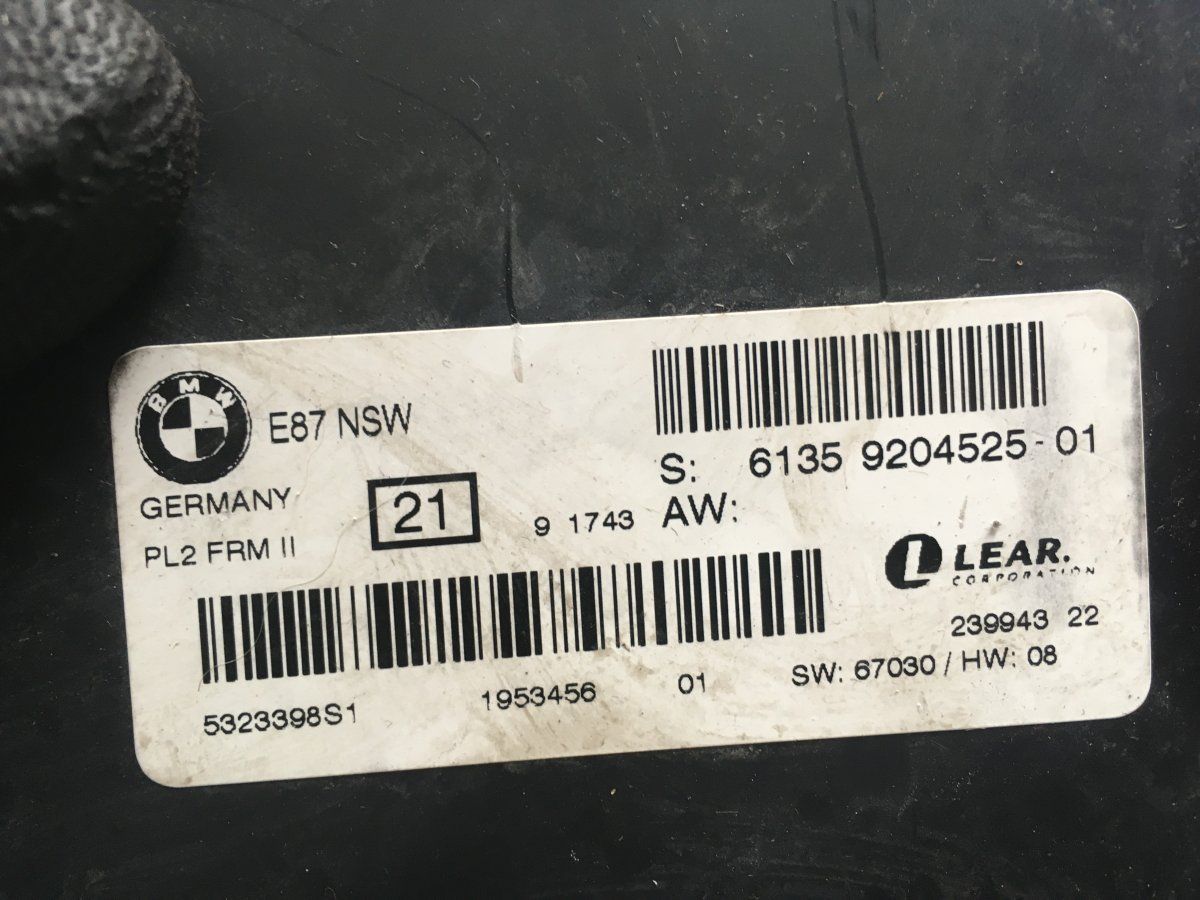 BMW
E87 NSW
S: 6135 9204525-01
GERMANY
21
9 1743
AW:
PL2 FRM II
LEAR.
CORPORATION
239943 22
SW: 67030 / HW: 08
5323398S1
1953456
01